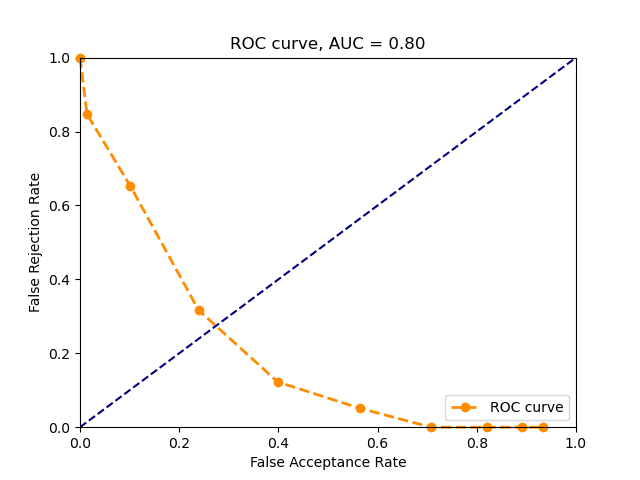 ROC curve, AUC = 0.80
1.0
0.8
0.6
0.4
0.2
0.0
False Rejection Rate
ROC curve
0.0 0.2 0.4 0.6 0.8 1.0
False Acceptance Rate